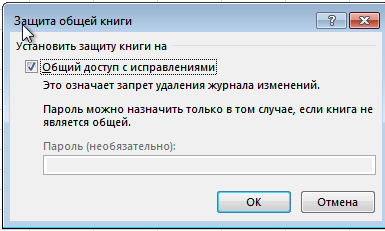 Защита общей книги
Установить защиту книги на
Общий доступ с исправлениями
Это означает запрет удаления журнала изменений.
Пароль можно назначить только в том случае, если книга не
является общей.
Пароль (необязательно):
ОК Отмена